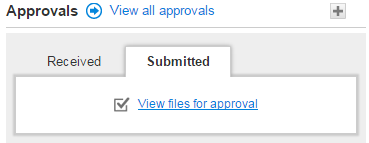 Approvals View all approvals
Received Submitted
View files for approval